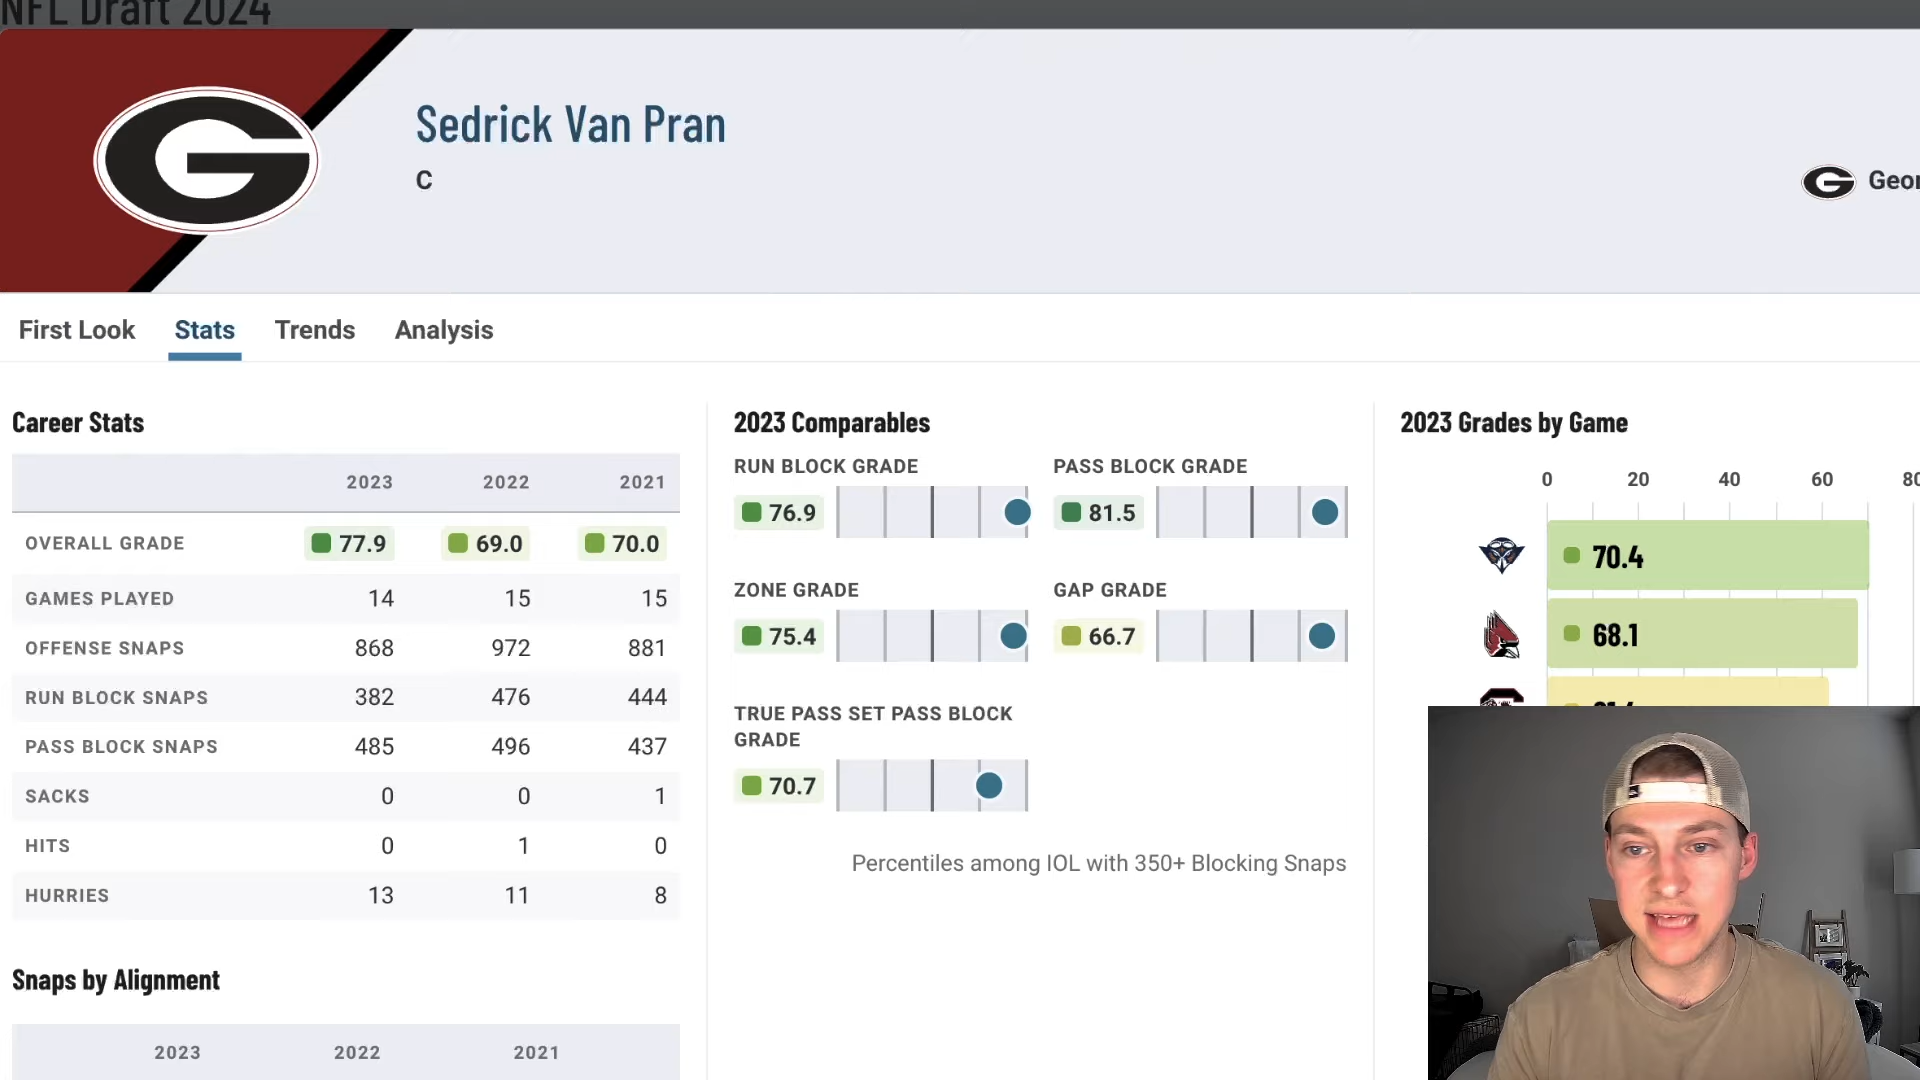 NFL Draft 2024
Sedrick Van Pran
C
First Look Stats Trends Analysis
Career Stats
2023 2022 2021
OVERALL GRADE 77.9 69.0 70.0
GAMES PLAYED 14 15 15
OFFENSE SNAPS 868 972 881
RUN BLOCK SNAPS 382 476 444
PASS BLOCK SNAPS 485 496 437
SACKS 0 0 1
HITS 0 1 0
HURRIES 13 11 8
Snaps by Alignment
2023 2022 2021
2023 Comparables
RUN BLOCK GRADE
76.9
PASS BLOCK GRADE
81.5
ZONE GRADE
75.4
GAP GRADE
66.7
TRUE PASS SET PASS BLOCK
GRADE
70.7
Percentiles among IOL with 350+ Blocking Snaps
2023 Grades by Game
0 20 40 60
70.4
68.1